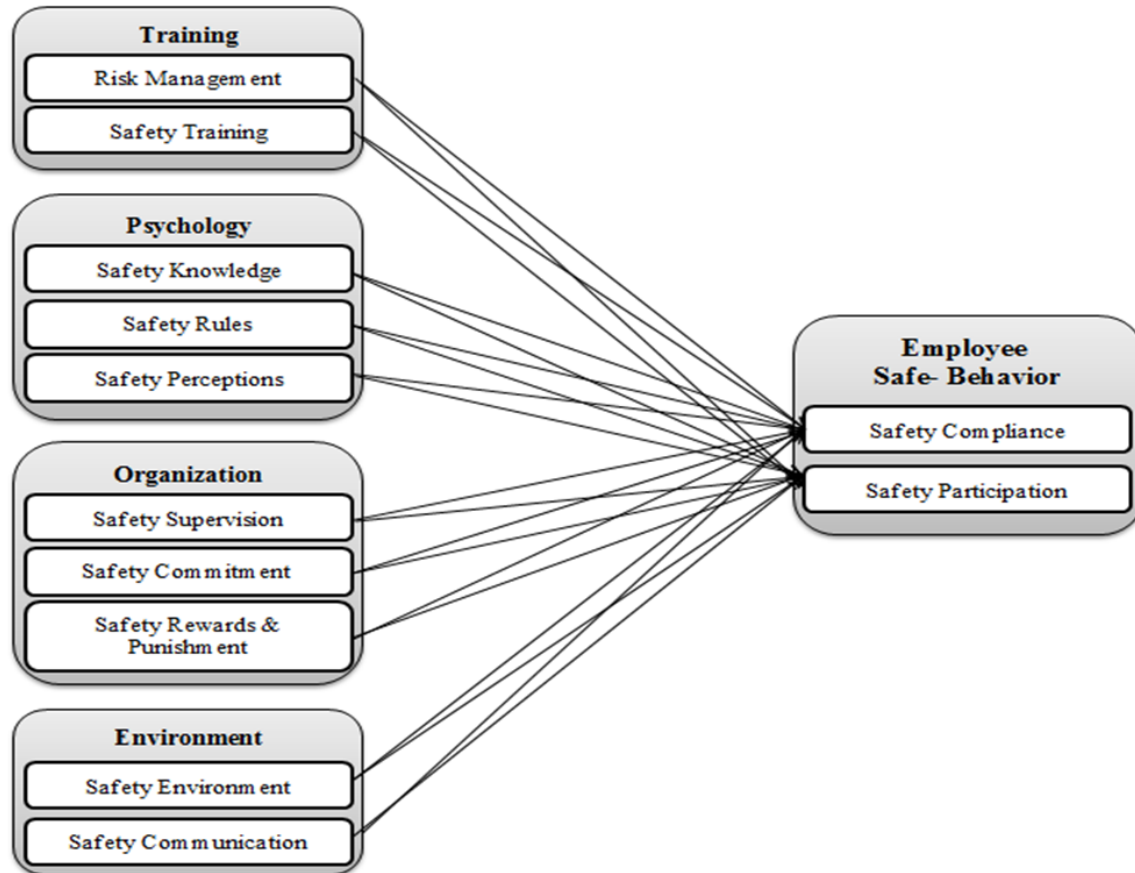 Training
Risk Management
Safety Training
Psychology
Safety Knowledge
Safety Rules
Safety Perceptions
Organization
Safety Supervision
Safety Commitment
Safety Rewards &
Punishment
Environment
Safety Environment
Safety Communication
Employee
Safe- Behavior
Safety Compliance
Safety Participation